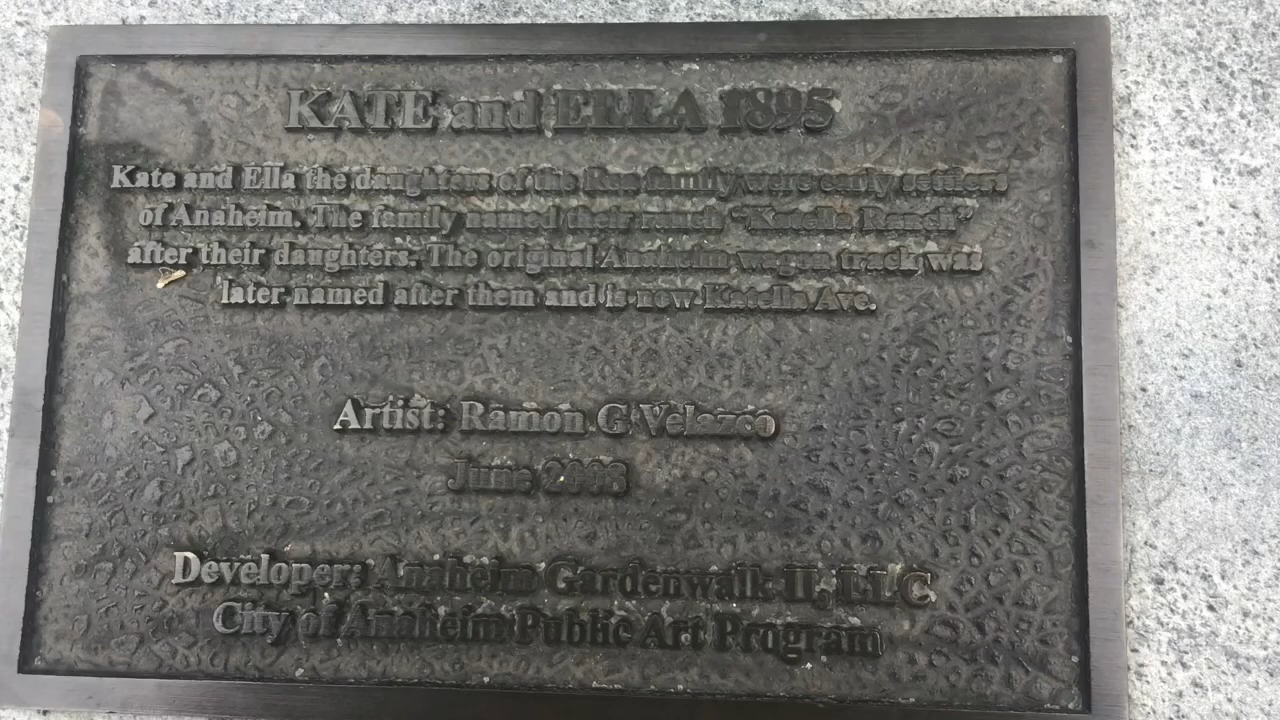 KATE and ELLA 1895
Kate and Ella the daughters of the Rea family were early settlers
of Anaheim. The family named their ranch "Katella Ranch"
after their daughters. The original Anaheim wagon track was
later named after them and is now Katella Ave.
Artist: Ramon G Velazco
June 2008
Developer: Anaheim Gardenwalk II, LLC
City of Anaheim Public Art Program